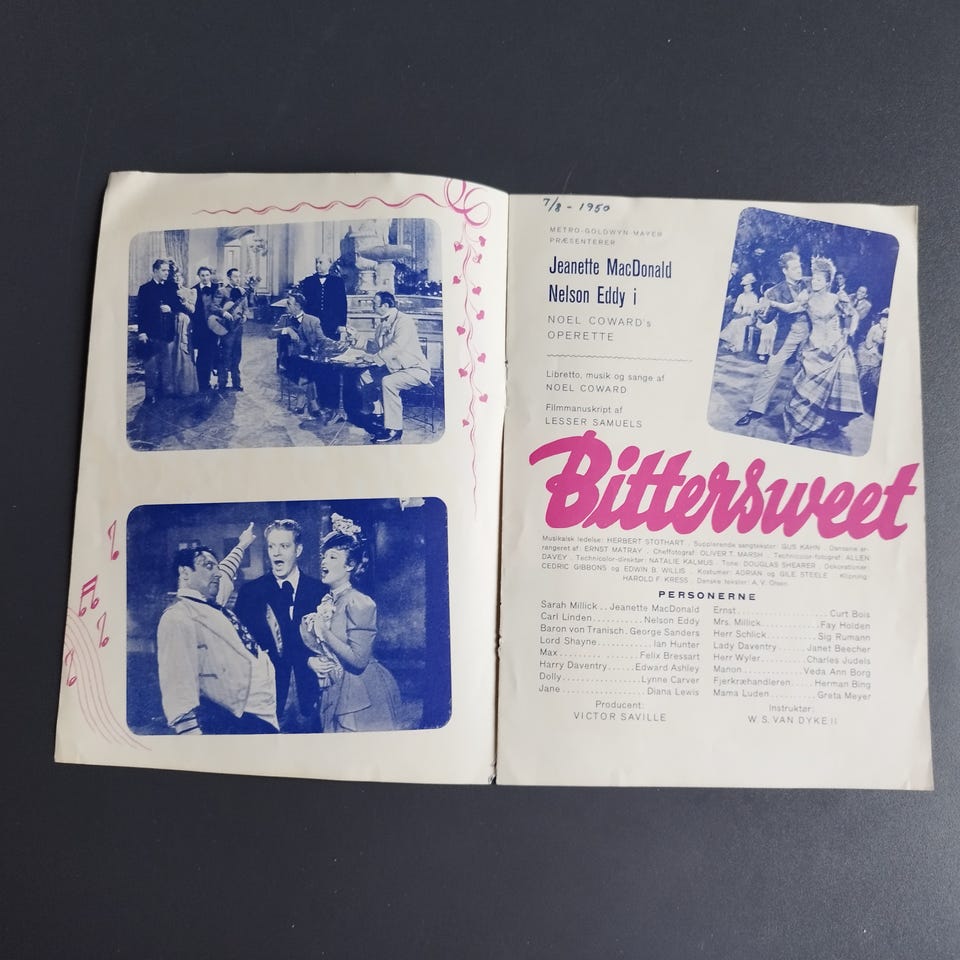 7/8 - 1950
METRO-GOLDWYN-MAYER
PRÆSENTERER
Jeanette MacDonald
Nelson Eddy i
NOEL COWARD's
OPERETTE
Libretto, musik og sange af
NOEL COWARD
Filmmanuskript af
LESSER SAMUELS
Bittersweet
Musikalsk ledelse: HERBERT STOTHART . Supplerende sangtekster: GUS KAHN . Dansene ar-
rangeret af: ERNST MATRAY . Cheffotograf: OLIVER T. MARSH . Technicolor-fotograf: ALLEN
DAVEY . Technicolor-direktør: NATALIE KALMUS . Tone: DOUGLAS SHEARER . Dekorationer:
CEDRIC GIBBONS og EDWIN B. WILLIS . Kostumer: ADRIAN og GILE STEELE . Klipning:
HAROLD F. KRESS . Danske tekster: A. V. Olsen.
PERSONERNE
Sarah Millick .. Jeanette MacDonald
Carl Linden .......... Nelson Eddy
Baron von Tranisch . George Sanders
Lord Shayne ............ Ian Hunter
Max ............... Felix Bressart
Harry Daventry ..... Edward Ashley
Dolly .............. Lynne Carver
Jane ............... Diana Lewis
Producent:
VICTOR SAVILLE
Ernst ................ Curt Bois
Mrs. Millick .......... Fay Holden
Herr Schlick ......... Sig Rumann
Lady Daventry ..... Janet Beecher
Herr Wyler ........ Charles Judels
Manon .......... Veda Ann Borg
Fjerkræhandleren ..... Herman Bing
Mama Luden ........ Greta Meyer
Instruktør:
W. S. VAN DYKE II